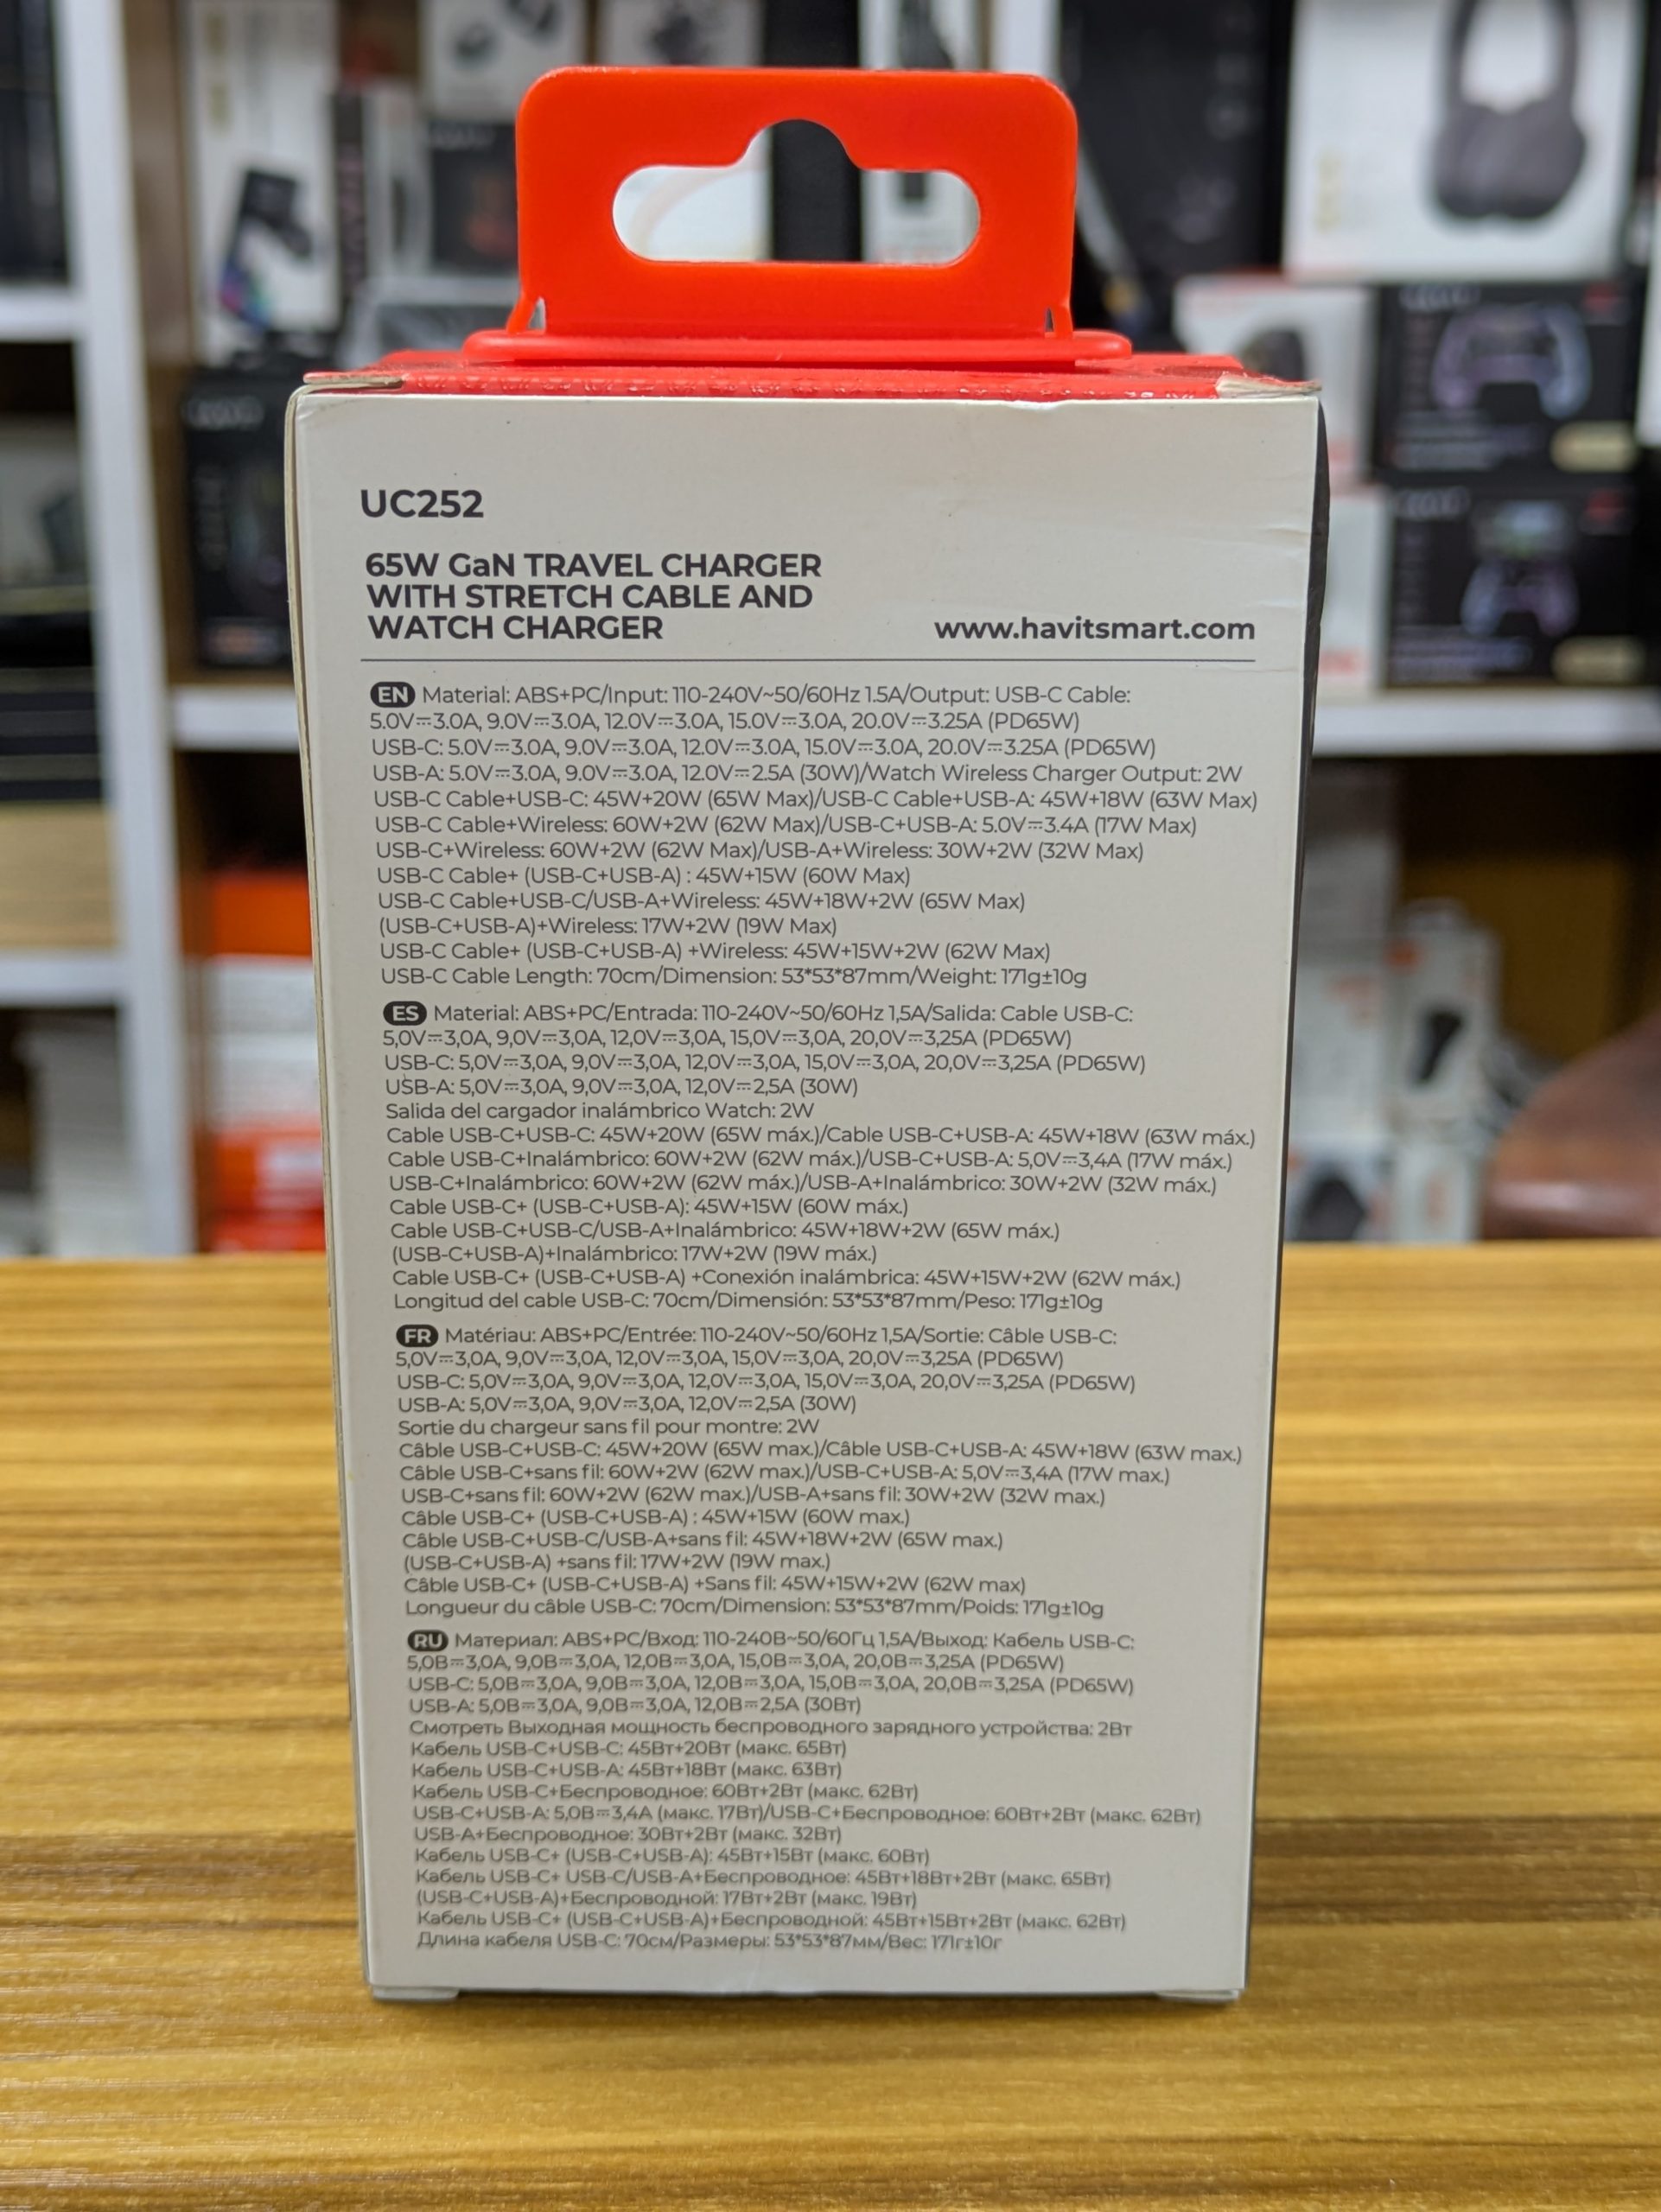 UC252
65W GaN TRAVEL CHARGER
WITH STRETCH CABLE AND
WATCH CHARGER
www.havitsmart.com
EN Material: ABS+PC/Input: 110-240V~50/60Hz 1.5A/Output: USB-C Cable:
5.0V⎓3.0A, 9.0V⎓3.0A, 12.0V⎓3.0A, 15.0V⎓3.0A, 20.0V⎓3.25A (PD65W)
USB-C: 5.0V⎓3.0A, 9.0V⎓3.0A, 12.0V⎓3.0A, 15.0V⎓3.0A, 20.0V⎓3.25A (PD65W)
USB-A: 5.0V⎓3.0A, 9.0V⎓3.0A, 12.0V⎓2.5A (30W)/Watch Wireless Charger Output: 2W
USB-C Cable+USB-C: 45W+20W (65W Max)/USB-C Cable+USB-A: 45W+18W (63W Max)
USB-C Cable+Wireless: 60W+2W (62W Max)/USB-C+USB-A: 5.0V⎓3.4A (17W Max)
USB-C+Wireless: 60W+2W (62W Max)/USB-A+Wireless: 30W+2W (32W Max)
USB-C Cable+ (USB-C+USB-A) : 45W+15W (60W Max)
USB-C Cable+USB-C/USB-A+Wireless: 45W+18W+2W (65W Max)
(USB-C+USB-A)+Wireless: 17W+2W (19W Max)
USB-C Cable+ (USB-C+USB-A) +Wireless: 45W+15W+2W (62W Max)
USB-C Cable Length: 70cm/Dimension: 53*53*87mm/Weight: 171g±10g
ES Material: ABS+PC/Entrada: 110-240V~50/60Hz 1,5A/Salida: Cable USB-C:
5,0V⎓3,0A, 9,0V⎓3,0A, 12,0V⎓3,0A, 15,0V⎓3,0A, 20,0V⎓3,25A (PD65W)
USB-C: 5,0V⎓3,0A, 9,0V⎓3,0A, 12,0V⎓3,0A, 15,0V⎓3,0A, 20,0V⎓3,25A (PD65W)
USB-A: 5,0V⎓3,0A, 9,0V⎓3,0A, 12,0V⎓2,5A (30W)
Salida del cargador inalámbrico Watch: 2W
Cable USB-C+USB-C: 45W+20W (65W máx.)/Cable USB-C+USB-A: 45W+18W (63W máx.)
Cable USB-C+Inalámbrico: 60W+2W (62W máx.)/USB-C+USB-A: 5,0V⎓3,4A (17W máx.)
USB-C+Inalámbrico: 60W+2W (62W máx.)/USB-A+Inalámbrico: 30W+2W (32W máx.)
Cable USB-C+ (USB-C+USB-A): 45W+15W (60W máx.)
Cable USB-C+USB-C/USB-A+Inalámbrico: 45W+18W+2W (65W máx.)
(USB-C+USB-A)+Inalámbrico: 17W+2W (19W máx.)
Cable USB-C+ (USB-C+USB-A) +Conexión inalámbrica: 45W+15W+2W (62W máx.)
Longitud del cable USB-C: 70cm/Dimensión: 53*53*87mm/Peso: 171g±10g
FR Matériau: ABS+PC/Entrée: 110-240V~50/60Hz 1,5A/Sortie: Câble USB-C:
5,0V⎓3,0A, 9,0V⎓3,0A, 12,0V⎓3,0A, 15,0V⎓3,0A, 20,0V⎓3,25A (PD65W)
USB-C: 5,0V⎓3,0A, 9,0V⎓3,0A, 12,0V⎓3,0A, 15,0V⎓3,0A, 20,0V⎓3,25A (PD65W)
USB-A: 5,0V⎓3,0A, 9,0V⎓3,0A, 12,0V⎓2,5A (30W)
Sortie du chargeur sans fil pour montre: 2W
Câble USB-C+USB-C: 45W+20W (65W max.)/Câble USB-C+USB-A: 45W+18W (63W max.)
Câble USB-C+sans fil: 60W+2W (62W max.)/USB-C+USB-A: 5,0V⎓3,4A (17W max.)
USB-C+sans fil: 60W+2W (62W max.)/USB-A+sans fil: 30W+2W (32W max.)
Câble USB-C+ (USB-C+USB-A) : 45W+15W (60W max.)
Câble USB-C+USB-C/USB-A+sans fil: 45W+18W+2W (65W max.)
(USB-C+USB-A) +sans fil: 17W+2W (19W max.)
Câble USB-C+ (USB-C+USB-A) +Sans fil: 45W+15W+2W (62W max)
Longueur du câble USB-C: 70cm/Dimension: 53*53*87mm/Poids: 171g±10g
RU Материал: ABS+PC/Вход: 110-240В~50/60Гц 1,5A/Выход: Кабель USB-C:
5,0В⎓3,0A, 9,0В⎓3,0A, 12,0В⎓3,0A, 15,0В⎓3,0A, 20,0В⎓3,25A (PD65W)
USB-C: 5,0В⎓3,0A, 9,0В⎓3,0A, 12,0В⎓3,0A, 15,0В⎓3,0A, 20,0В⎓3,25A (PD65W)
USB-A: 5,0В⎓3,0A, 9,0В⎓3,0A, 12,0В⎓2,5A (30Вт)
Смотреть Выходная мощность беспроводного зарядного устройства: 2Вт
Кабель USB-C+USB-C: 45Вт+20Вт (макс. 65Вт)
Кабель USB-C+USB-A: 45Вт+18Вт (макс. 63Вт)
Кабель USB-C+Беспроводное: 60Вт+2Вт (макс. 62Вт)
USB-C+USB-A: 5,0В⎓3,4A (макс. 17Вт)/USB-C+Беспроводное: 60Вт+2Вт (макс. 62Вт)
USB-A+Беспроводное: 30Вт+2Вт (макс. 32Вт)
Кабель USB-C+ (USB-C+USB-A): 45Вт+15Вт (макс. 60Вт)
Кабель USB-C+ USB-C/USB-A+Беспроводное: 45Вт+18Вт+2Вт (макс. 65Вт)
(USB-C+USB-A)+Беспроводной: 17Вт+2Вт (макс. 19Вт)
Кабель USB-C+ (USB-C+USB-A)+Беспроводной: 45Вт+15Вт+2Вт (макс. 62Вт)
Длина кабеля USB-C: 70см/Размеры: 53*53*87мм/Вес: 171г±10г